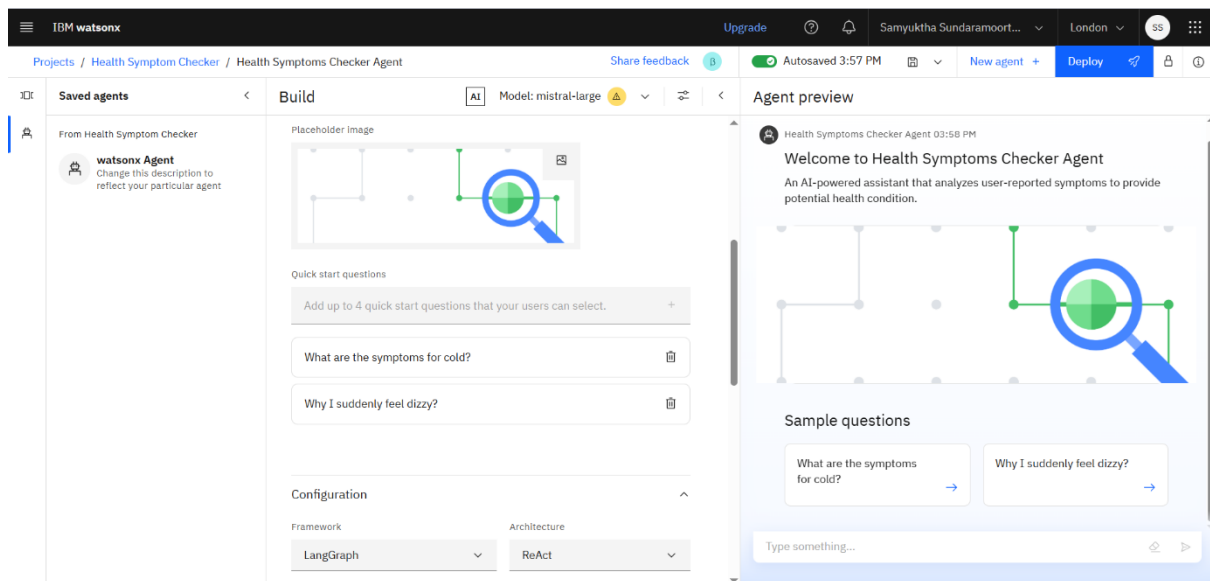 IBM watsonx
Upgrade
Samyuktha Sundaramoort...
London
SS
Projects / Health Symptom Checker / Health Symptoms Checker Agent
Share feedback
Autosaved 3:57 PM
New agent +
Deploy
Saved agents
From Health Symptom Checker
watsonx Agent
Change this description to
reflect your particular agent
Build
AI
Model: mistral-large
Placeholder image
Quick start questions
Add up to 4 quick start questions that your users can select.
What are the symptoms for cold?
Why I suddenly feel dizzy?
Configuration
Framework
Architecture
LangGraph
ReAct
Agent preview
Health Symptoms Checker Agent 03:58 PM
Welcome to Health Symptoms Checker Agent
An AI-powered assistant that analyzes user-reported symptoms to provide
potential health condition.
Sample questions
What are the symptoms
for cold?
Why I suddenly feel dizzy?
Type something...